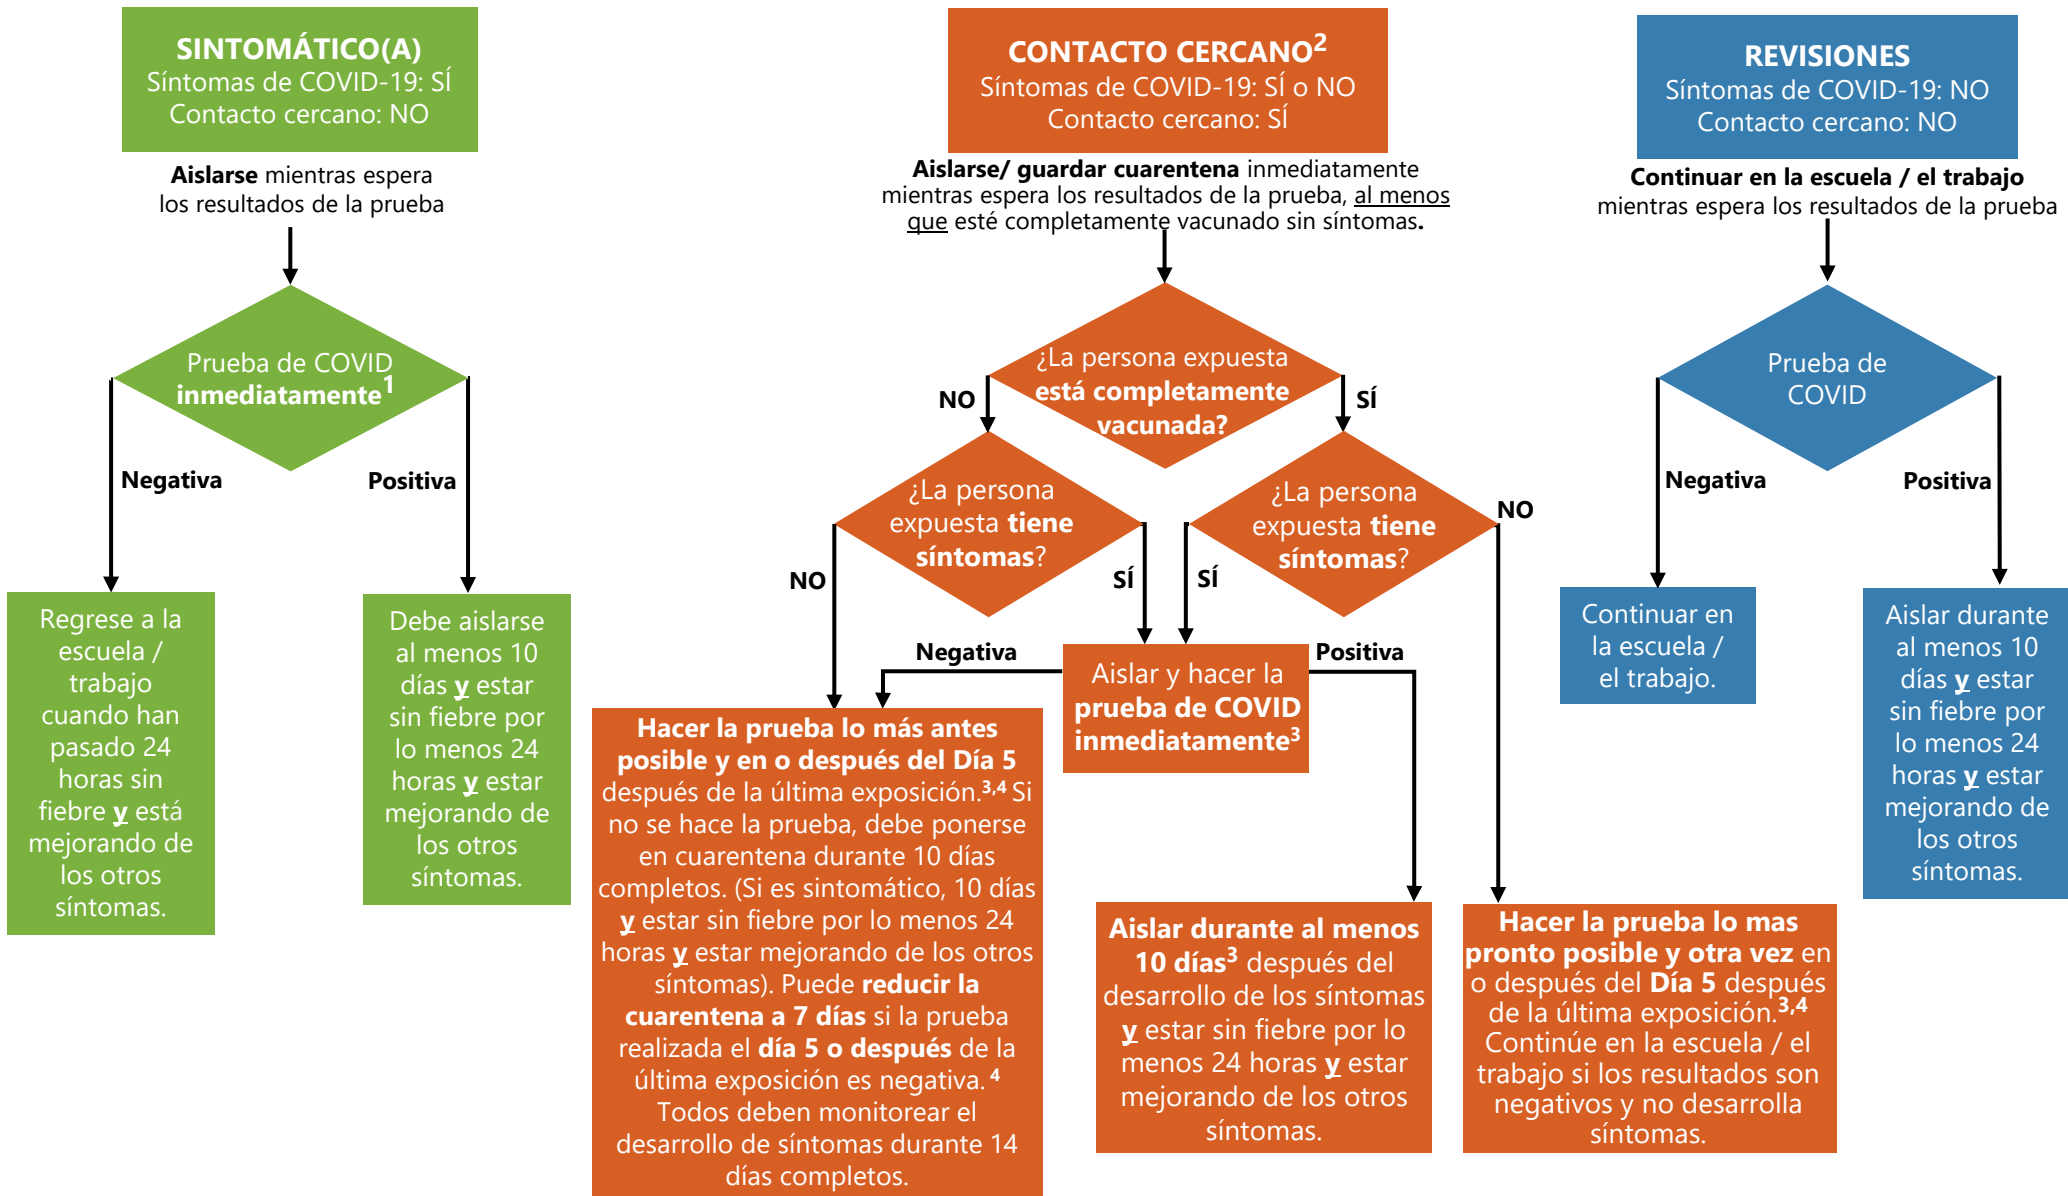 SINTOMÁTICO(A)
Síntomas de COVID-19: SÍ
Contacto cercano: NO
Aislarse mientras espera
los resultados de la prueba
Prueba de COVID
inmediatamente1
Negativa
Positiva
Regrese a la
escuela /
trabajo
cuando han
pasado 24
horas sin
fiebre y está
mejorando de
los otros
síntomas.
Debe aislarse
al menos 10
días y estar
sin fiebre por
lo menos 24
horas y estar
mejorando de
los otros
síntomas.
CONTACTO CERCANO2
Síntomas de COVID-19: SÍ o NO
Contacto cercano: SÍ
Aislarse/ guardar cuarentena inmediatamente
mientras espera los resultados de la prueba, al menos
que esté completamente vacunado sin síntomas.
¿La persona expuesta
está completamente
vacunada?
NO
SÍ
¿La persona
expuesta tiene
síntomas?
¿La persona
expuesta tiene
síntomas?
NO
SÍ
SÍ
NO
Negativa
Aislar y hacer la
prueba de COVID
inmediatamente3
Positiva
Hacer la prueba lo más antes
posible y en o después del Día 5
después de la última exposición.3,4 Si
no se hace la prueba, debe ponerse
en cuarentena durante 10 días
completos. (Si es sintomático, 10 días
y estar sin fiebre por lo menos 24
horas y estar mejorando de los otros
síntomas). Puede reducir la
cuarentena a 7 días si la prueba
realizada el día 5 o después de la
última exposición es negativa. 4
Todos deben monitorear el
desarrollo de síntomas durante 14
días completos.
Aislar durante al menos
10 días3 después del
desarrollo de los síntomas
y estar sin fiebre por lo
menos 24 horas y estar
mejorando de los otros
síntomas.
Hacer la prueba lo mas
pronto posible y otra vez en
o después del Día 5 después
de la última exposición.3,4
Continúe en la escuela / el
trabajo si los resultados son
negativos y no desarrolla
síntomas.
REVISIONES
Síntomas de COVID-19: NO
Contacto cercano: NO
Continuar en la escuela / el trabajo
mientras espera los resultados de la prueba
Prueba de
COVID
Negativa
Positiva
Continuar en
la escuela /
el trabajo.
Aislar durante
al menos 10
días y estar
sin fiebre por
lo menos 24
horas y estar
mejorando de
los otros
síntomas.